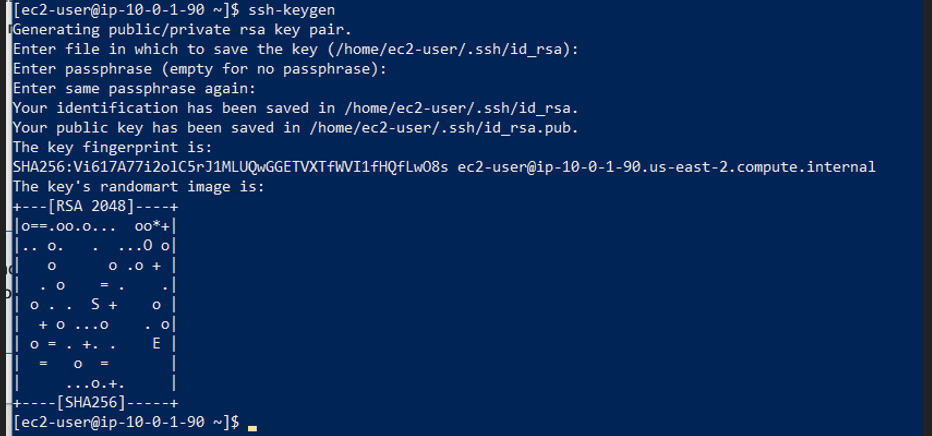 [ec2-user@ip-10-0-1-90 ~]$ ssh-keygen
Generating public/private rsa key pair.
Enter file in which to save the key (/home/ec2-user/.ssh/id_rsa):
Enter passphrase (empty for no passphrase):
Enter same passphrase again:
Your identification has been saved in /home/ec2-user/.ssh/id_rsa.
Your public key has been saved in /home/ec2-user/.ssh/id_rsa.pub.
The key fingerprint is:
SHA256:Vi617A77i2olC5rJ1MLUQwGGETVXTfWVI1fHQfLwO8s ec2-user@ip-10-0-1-90.us-east-2.compute.internal
The key's randomart image is:
+---[RSA 2048]----+
|o==.oo.o...  oo*+|
|.. o.   .  ...O o|
|   o      o .o + |
|  . o    = .    .|
| o . .  S +    o |
|  + o ...o    . o|
| o = . +. .    E |
|  =   o  =       |
|     ...o.+.     |
+----[SHA256]-----+
[ec2-user@ip-10-0-1-90 ~]$